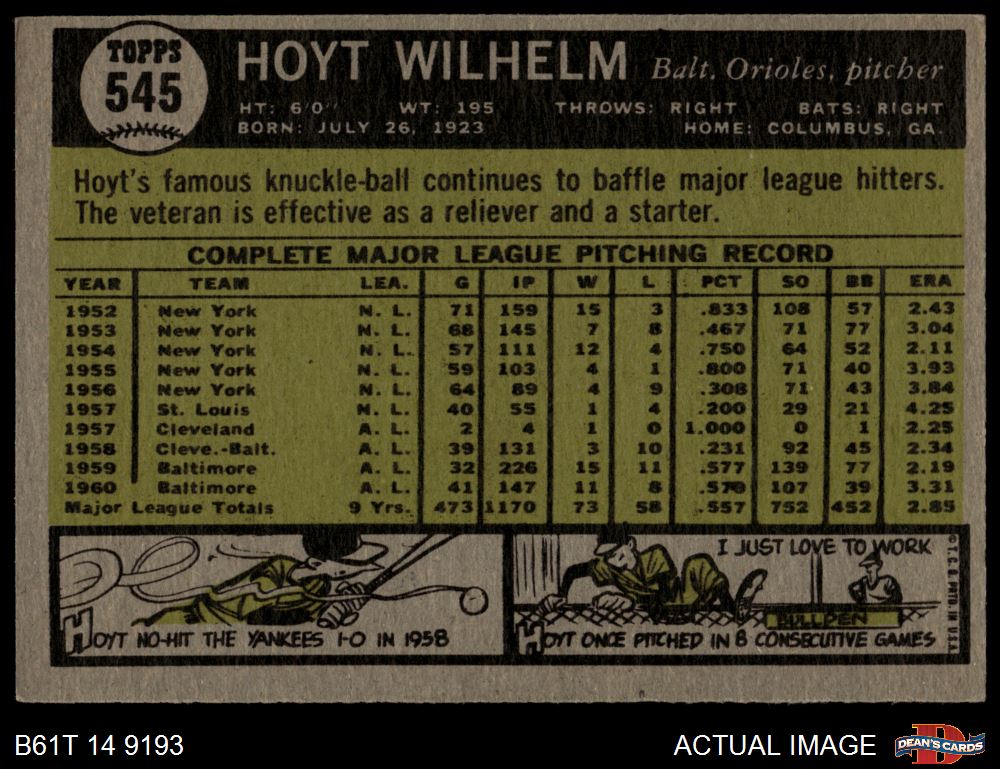 TOPPS
545
HOYT WILHELM Balt. Orioles, pitcher
HT: 6'0" WT: 195 THROWS: RIGHT BATS: RIGHT
BORN: JULY 26, 1923 HOME: COLUMBUS, GA.
Hoyt's famous knuckle-ball continues to baffle major league hitters.
The veteran is effective as a reliever and a starter.
COMPLETE MAJOR LEAGUE PITCHING RECORD
YEAR TEAM LEA. G IP W L PCT SO BB ERA
1952 New York N. L. 71 159 15 3 .833 108 57 2.43
1953 New York N. L. 68 145 7 8 .467 71 77 3.04
1954 New York N. L. 57 111 12 4 .750 64 52 2.11
1955 New York N. L. 59 103 4 1 .800 71 40 3.93
1956 New York N. L. 64 89 4 9 .308 71 43 3.84
1957 St. Louis N. L. 40 55 1 4 .200 29 21 4.25
1957 Cleveland A. L. 2 4 1 0 1.000 0 1 2.25
1958 Cleve.-Balt. A. L. 39 131 3 10 .231 92 45 2.34
1959 Baltimore A. L. 32 226 15 11 .577 139 77 2.19
1960 Baltimore A. L. 41 147 11 8 .579 107 39 3.31
Major League Totals 9 Yrs. 473 1170 73 58 .557 752 452 2.85
HOYT NO-HIT THE YANKEES 1-0 IN 1958
I JUST LOVE TO WORK
BULLPEN
HOYT ONCE PITCHED IN 8 CONSECUTIVE GAMES
© T. C. G. PRTD. IN U.S.A.
B61T 14 9193
ACTUAL IMAGE
DEAN'S CARDS